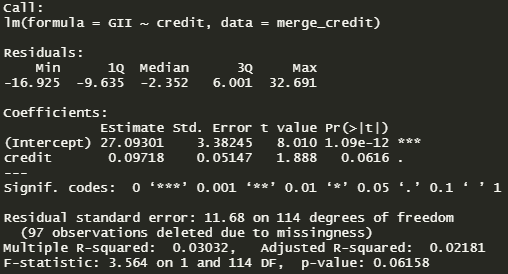 Call:
lm(formula = GII ~ credit, data = merge_credit)
Residuals:
Min 1Q Median 3Q Max
-16.925 -9.635 -2.352 6.001 32.691
Coefficients:
Estimate Std. Error t value Pr(>|t|)
(Intercept) 27.09301 3.38245 8.010 1.09e-12 ***
credit 0.09718 0.05147 1.888 0.0616 .
---
Signif. codes: 0 ‘***’ 0.001 ‘**’ 0.01 ‘*’ 0.05 ‘.’ 0.1 ‘ ’ 1
Residual standard error: 11.68 on 114 degrees of freedom
(97 observations deleted due to missingness)
Multiple R-squared: 0.03032, Adjusted R-squared: 0.02181
F-statistic: 3.564 on 1 and 114 DF, p-value: 0.06158